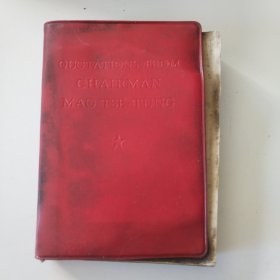 QUOTATIONS FROM
CHAIRMAN
MAO TSE-TUNG